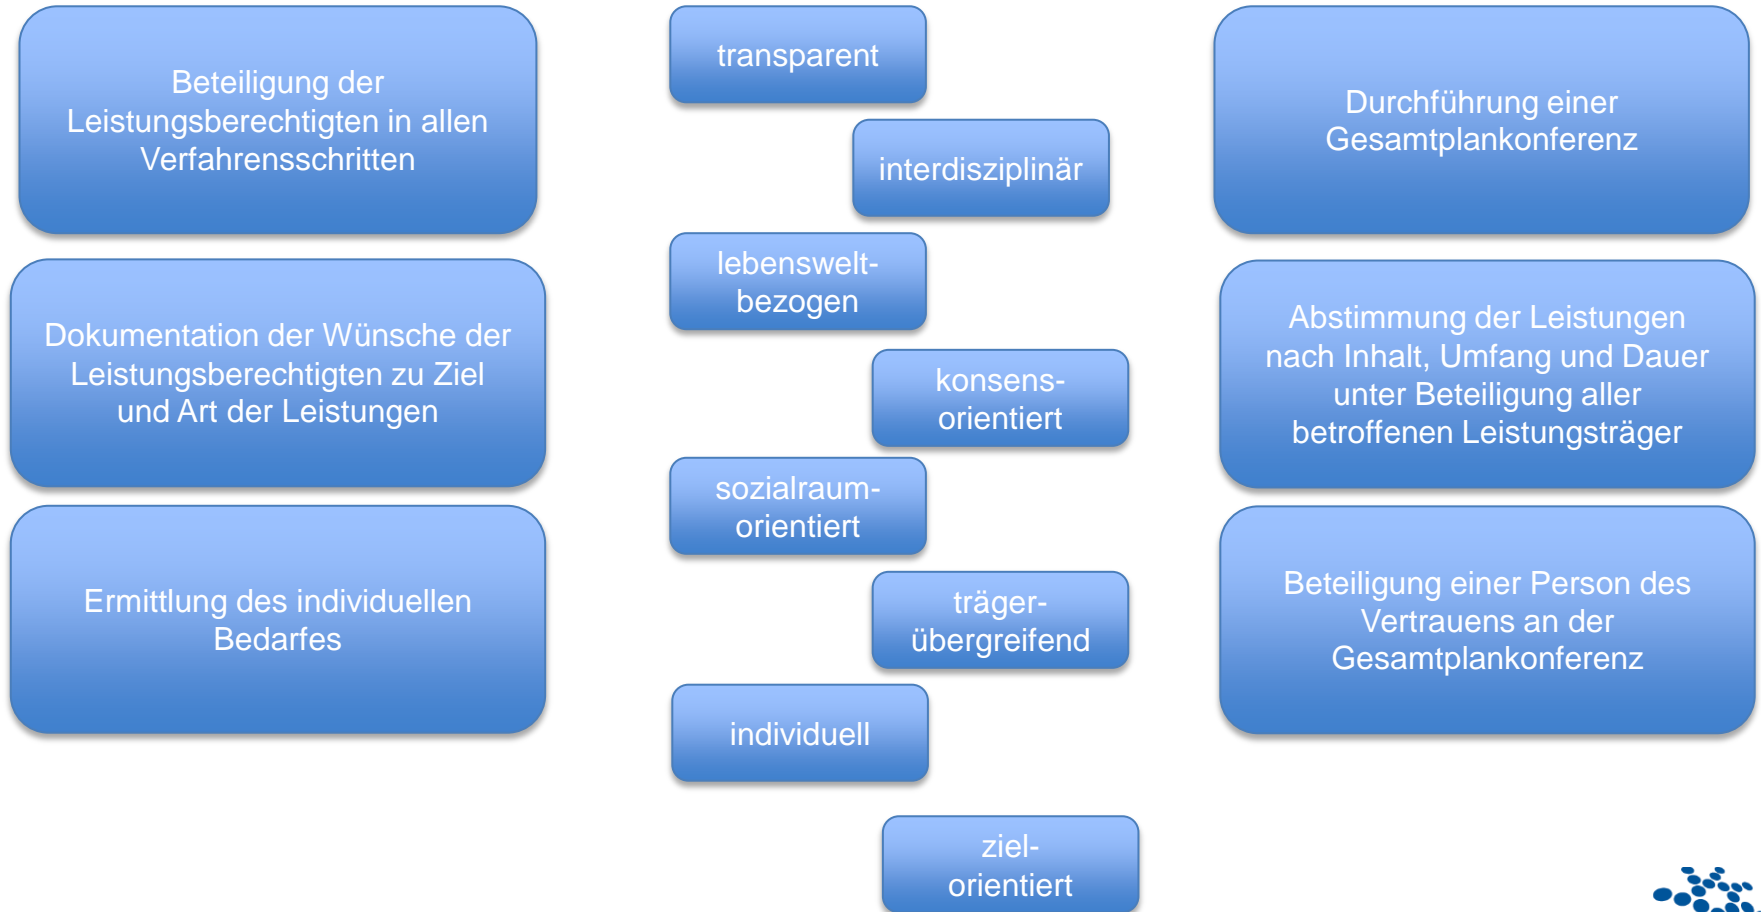 Beteiligung der
Leistungsberechtigten in allen
Verfahrensschritten
Dokumentation der Wünsche der
Leistungsberechtigten zu Ziel
und Art der Leistungen
Ermittlung des individuellen
Bedarfes
transparent
interdisziplinär
lebenswelt-
bezogen
konsens-
orientiert
sozialraum-
orientiert
träger-
übergreifend
individuell
ziel-
orientiert
Durchführung einer
Gesamtplankonferenz
Abstimmung der Leistungen
nach Inhalt, Umfang und Dauer
unter Beteiligung aller
betroffenen Leistungsträger
Beteiligung einer Person des
Vertrauens an der
Gesamtplankonferenz